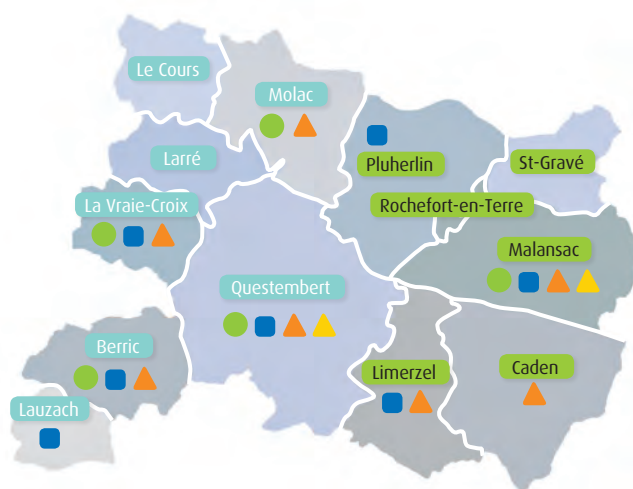 Le Cours
Molac
Larré
Pluherlin
St-Gravé
La Vraie-Croix
Rochefort-en-Terre
Malansac
Questembert
Berric
Limerzel
Caden
Lauzach